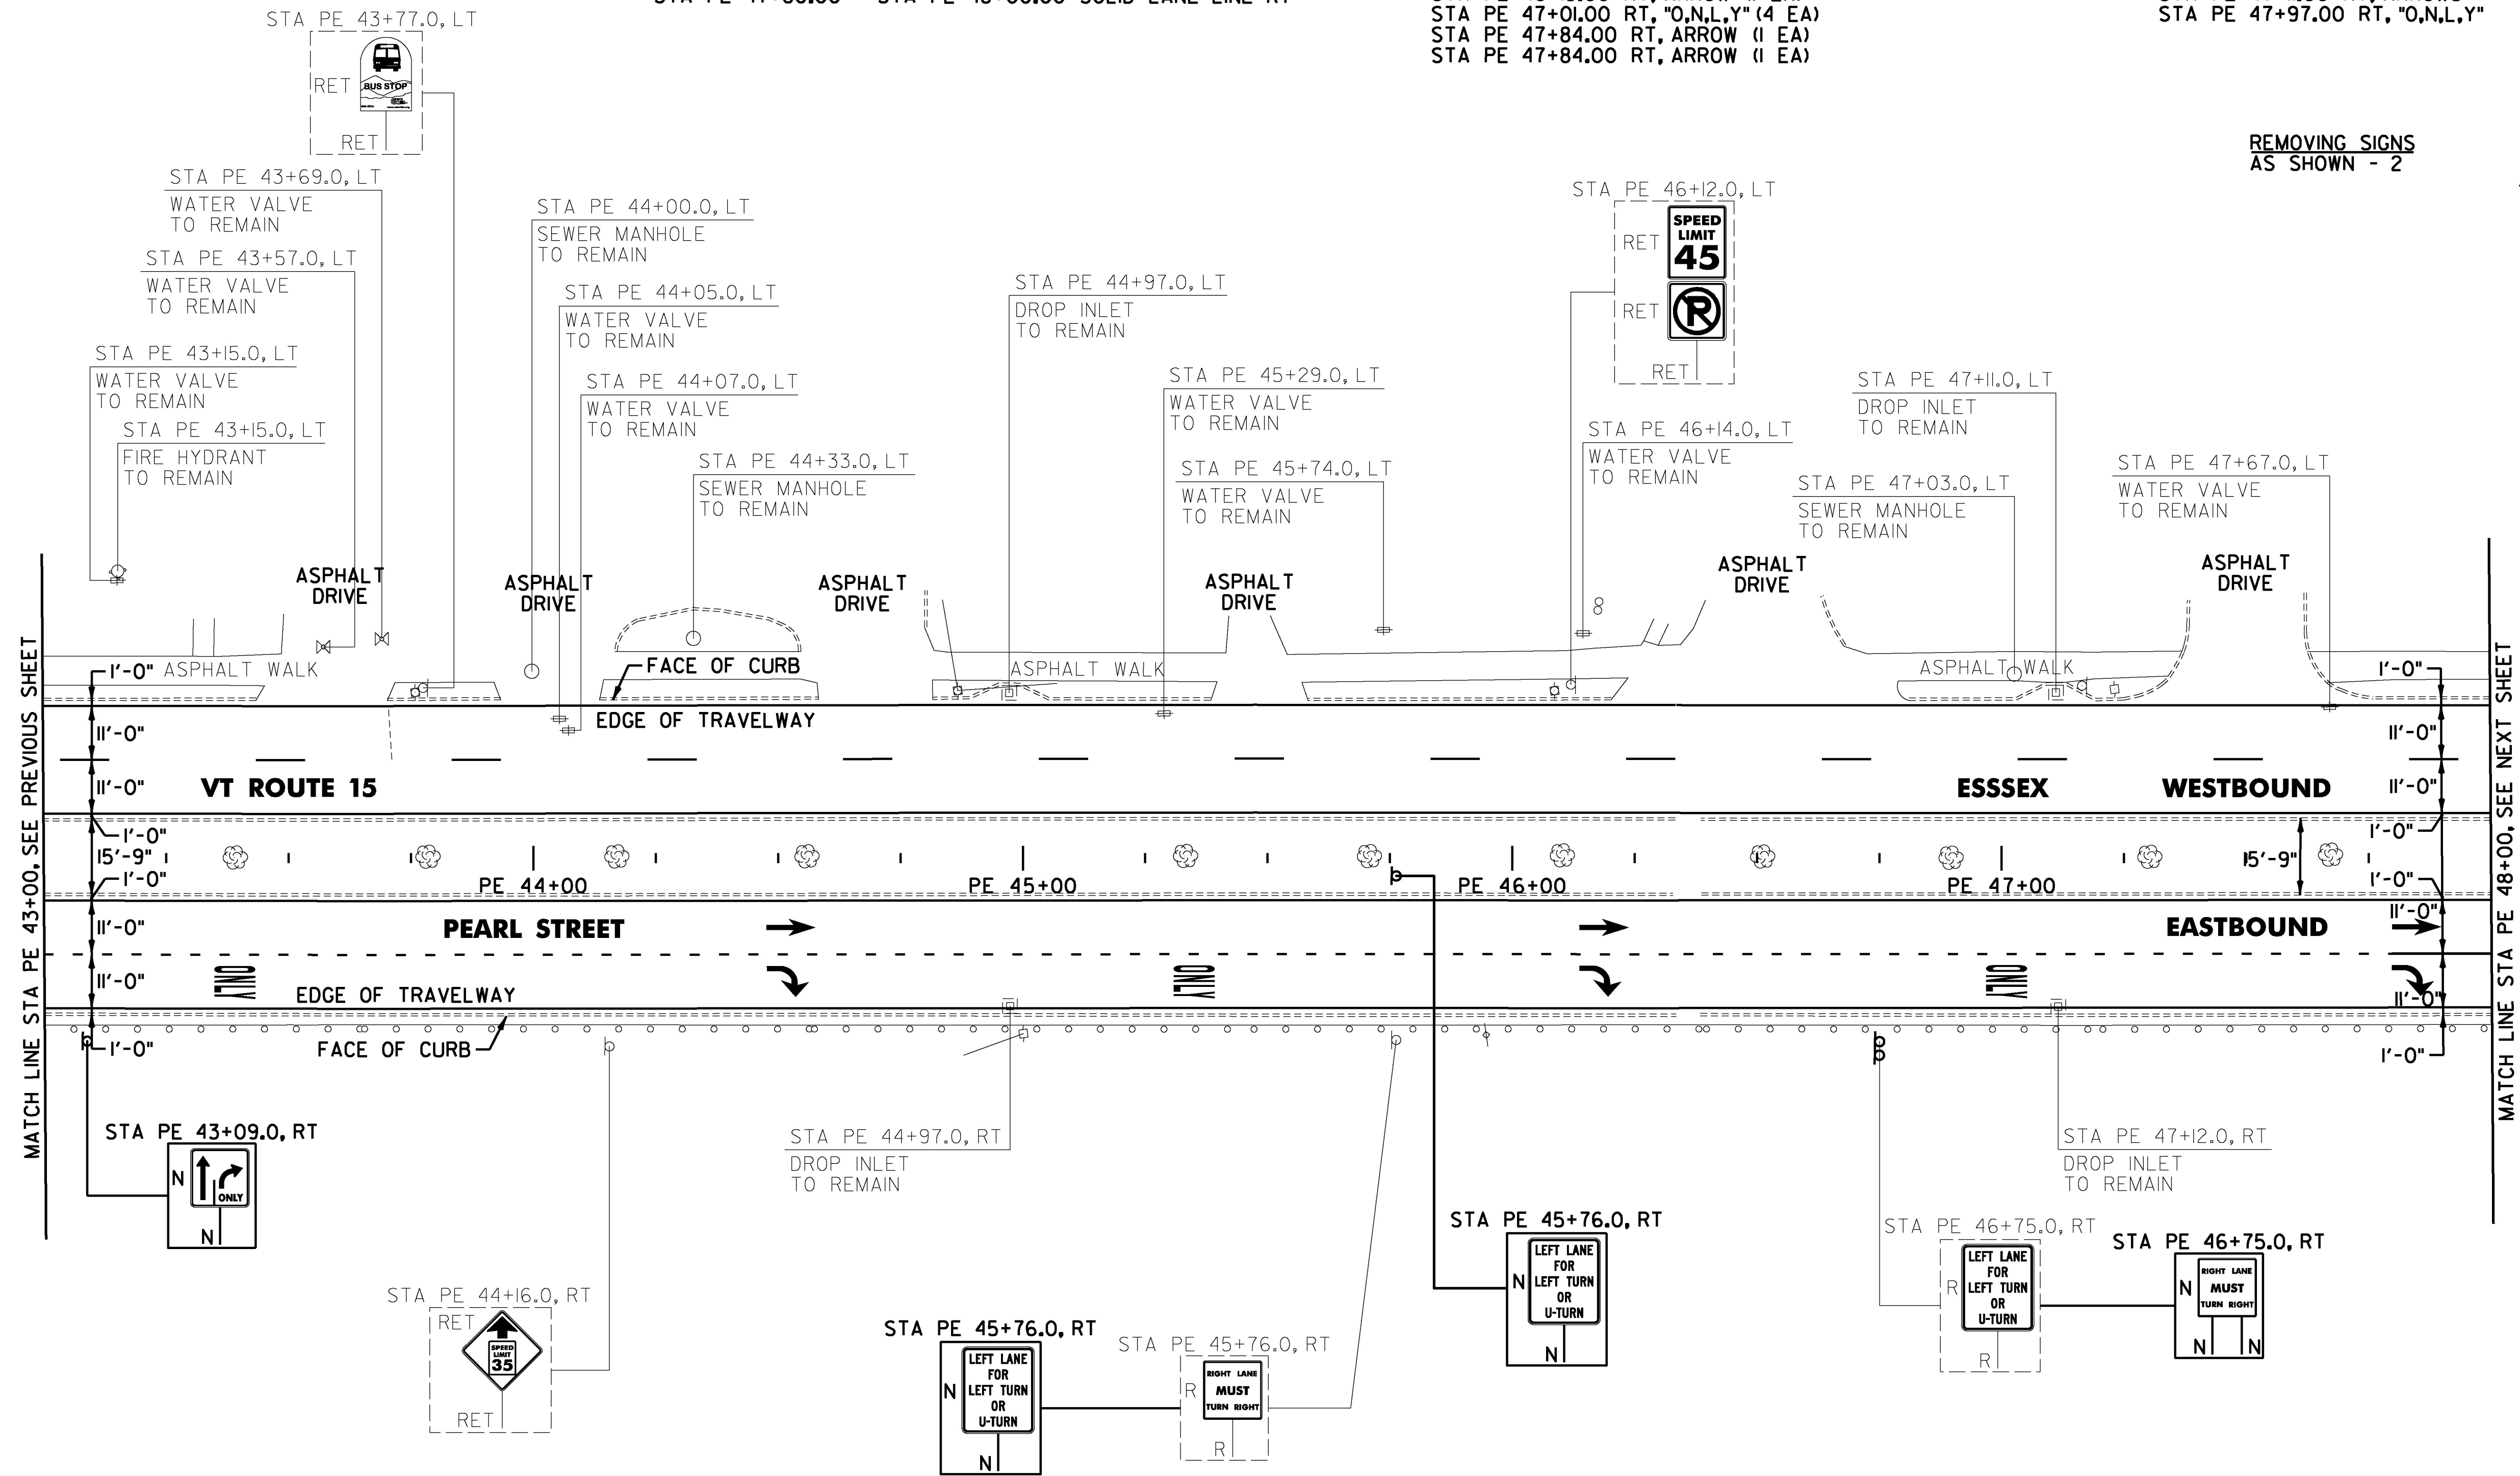 STA PE 47+01.00 RT, "O,N,L,Y" (4 EA)
STA PE 47+84.00 RT, ARROW (1 EA)
STA PE 47+84.00 RT, ARROW (1 EA)
STA PE 47+97.00 RT, "O,N,L,Y"
REMOVING SIGNS
AS SHOWN - 2
STA PE 43+77.0, LT
RET
BUS STOP
RET
STA PE 43+69.0, LT
WATER VALVE
TO REMAIN
STA PE 43+57.0, LT
WATER VALVE
TO REMAIN
STA PE 43+15.0, LT
WATER VALVE
TO REMAIN
STA PE 43+15.0, LT
FIRE HYDRANT
TO REMAIN
STA PE 44+00.0, LT
SEWER MANHOLE
TO REMAIN
STA PE 44+05.0, LT
WATER VALVE
TO REMAIN
STA PE 44+07.0, LT
WATER VALVE
TO REMAIN
STA PE 44+33.0, LT
SEWER MANHOLE
TO REMAIN
STA PE 44+97.0, LT
DROP INLET
TO REMAIN
STA PE 45+29.0, LT
WATER VALVE
TO REMAIN
STA PE 45+74.0, LT
WATER VALVE
TO REMAIN
STA PE 46+12.0, LT
RET
SPEED
LIMIT
45
RET
P
RET
STA PE 46+14.0, LT
WATER VALVE
TO REMAIN
STA PE 47+11.0, LT
DROP INLET
TO REMAIN
STA PE 47+03.0, LT
SEWER MANHOLE
TO REMAIN
STA PE 47+67.0, LT
WATER VALVE
TO REMAIN
ASPHALT
DRIVE
ASPHALT
DRIVE
ASPHALT
DRIVE
ASPHALT
DRIVE
ASPHALT
DRIVE
ASPHALT
DRIVE
MATCH LINE STA PE 43+00, SEE PREVIOUS SHEET
1'-0"
ASPHALT WALK
FACE OF CURB
ASPHALT WALK
ASPHALT WALK
1'-0"
EDGE OF TRAVELWAY
11'-0"
11'-0"
11'-0"
VT ROUTE 15
ESSSEX
WESTBOUND
11'-0"
1'-0"
1'-0"
15'-9"
15'-9"
1'-0"
PE 44+00
PE 45+00
PE 46+00
PE 47+00
1'-0"
11'-0"
PEARL STREET
EASTBOUND
11'-0"
11'-0"
ONLY
ONLY
ONLY
11'-0"
EDGE OF TRAVELWAY
1'-0"
FACE OF CURB
1'-0"
MATCH LINE STA PE 48+00, SEE NEXT SHEET
STA PE 43+09.0, RT
N
ONLY
N
STA PE 44+16.0, RT
RET
SPEED
LIMIT
35
RET
STA PE 44+97.0, RT
DROP INLET
TO REMAIN
STA PE 45+76.0, RT
N
LEFT LANE
FOR
LEFT TURN
OR
U-TURN
N
STA PE 45+76.0, RT
R
RIGHT LANE
MUST
TURN RIGHT
R
STA PE 45+76.0, RT
N
LEFT LANE
FOR
LEFT TURN
OR
U-TURN
N
STA PE 47+12.0, RT
DROP INLET
TO REMAIN
STA PE 46+75.0, RT
R
LEFT LANE
FOR
LEFT TURN
OR
U-TURN
R
STA PE 46+75.0, RT
N
RIGHT LANE
MUST
TURN RIGHT
N N